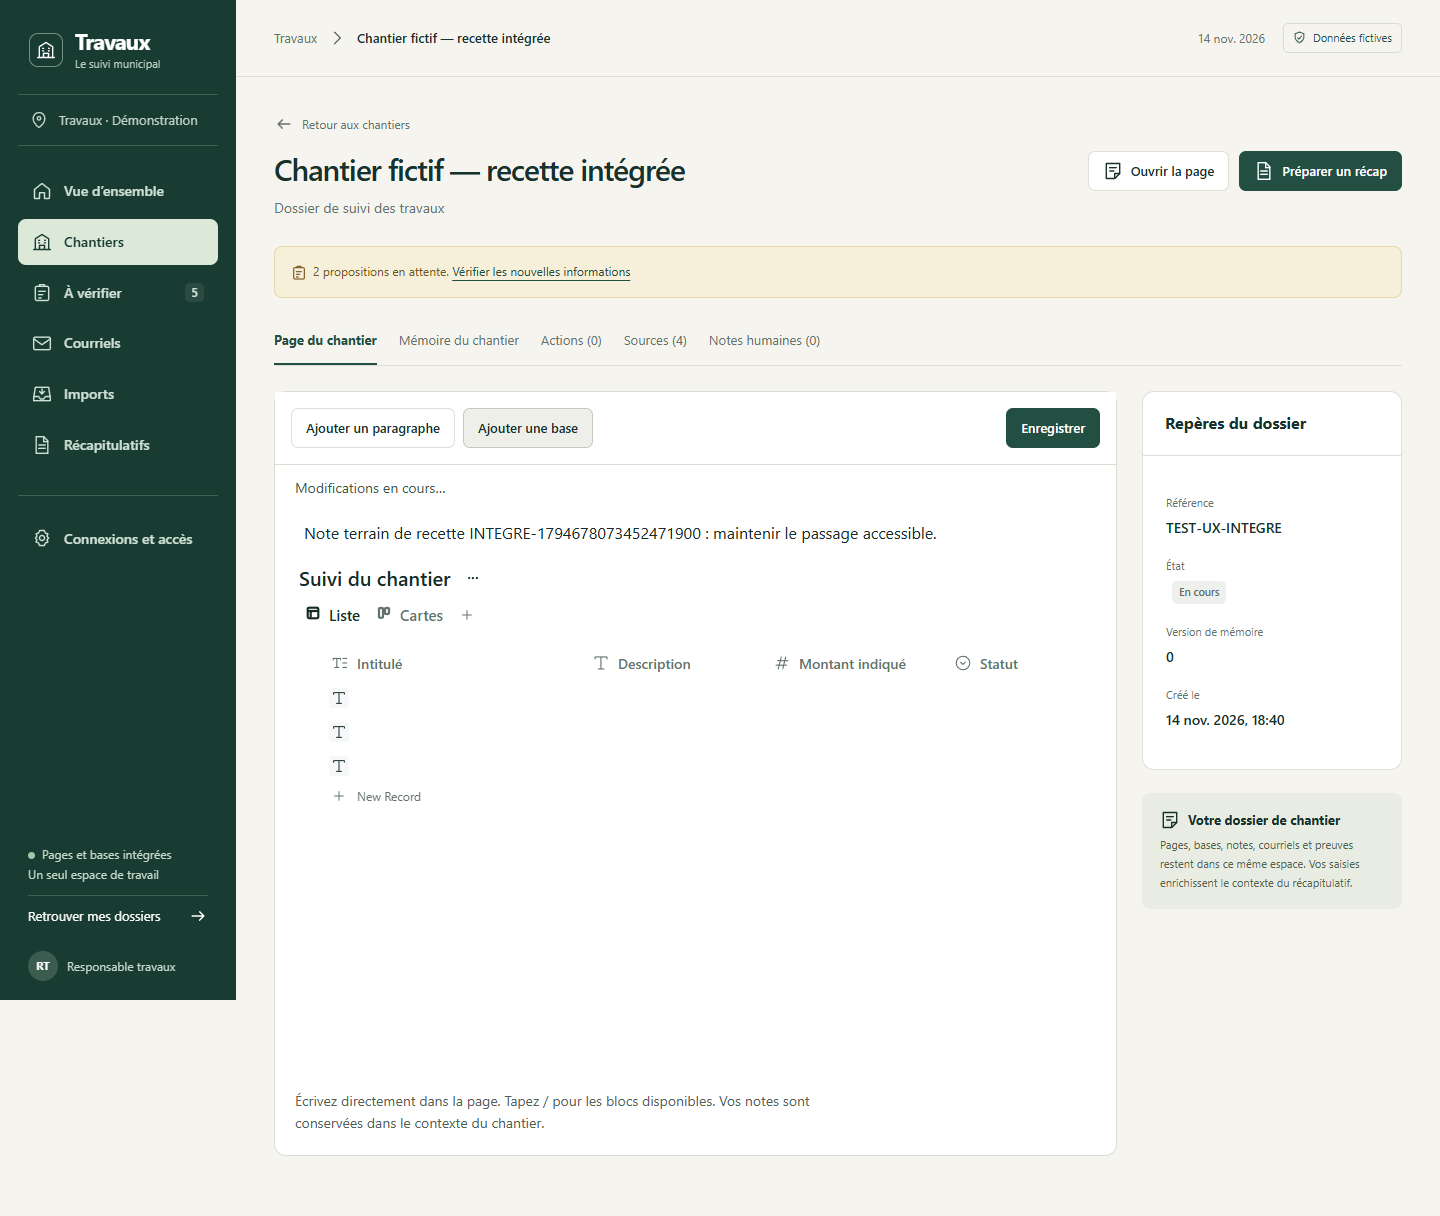 Travaux
Le suivi municipal
Travaux · Démonstration
Vue d'ensemble
Chantiers
À vérifier 5
Courriels
Imports
Récapitulatifs
Connexions et accès
Pages et bases intégrées
Un seul espace de travail
Retrouver mes dossiers
RT Responsable travaux
Travaux Chantier fictif — recette intégrée
14 nov. 2026 Données fictives
Retour aux chantiers
Chantier fictif — recette intégrée
Dossier de suivi des travaux
Ouvrir la page Préparer un récap
2 propositions en attente. Vérifier les nouvelles informations
Page du chantier Mémoire du chantier Actions (0) Sources (4) Notes humaines (0)
Ajouter un paragraphe Ajouter une base Enregistrer
Modifications en cours...
Note terrain de recette INTEGRE-1794678073452471900 : maintenir le passage accessible.
Suivi du chantier ...
Liste Cartes +
Intitulé Description # Montant indiqué Statut
+ New Record
Écrivez directement dans la page. Tapez / pour les blocs disponibles. Vos notes sont
conservées dans le contexte du chantier.
Repères du dossier
Référence
TEST-UX-INTEGRE
État
En cours
Version de mémoire
0
Créé le
14 nov. 2026, 18:40
Votre dossier de chantier
Pages, bases, notes, courriels et preuves
restent dans ce même espace. Vos saisies
enrichissent le contexte du récapitulatif.